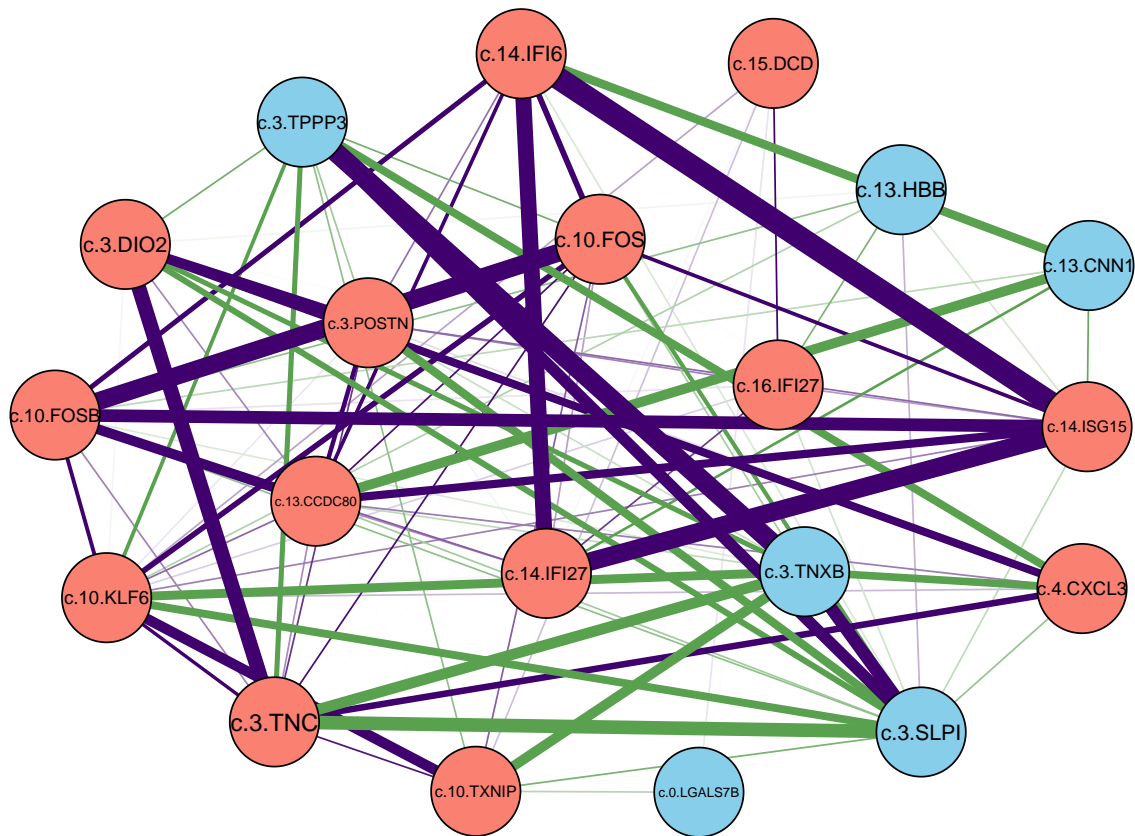 c.14.IFI6
c.15.DCD
c.3.TPPP3
c.13.HBB
c.3.DIO2
c.10.FOS
c.13.CNN1
c.3.POSTN
c.16.IFI27
c.10.FOSB
c.14.ISG15
c.13.CCDC80
c.14.IFI27
c.3.TNXB
c.10.KLF6
c.4.CXCL3
c.3.TNC
c.3.SLPI
c.10.TXNIP
c.0.LGALS7B